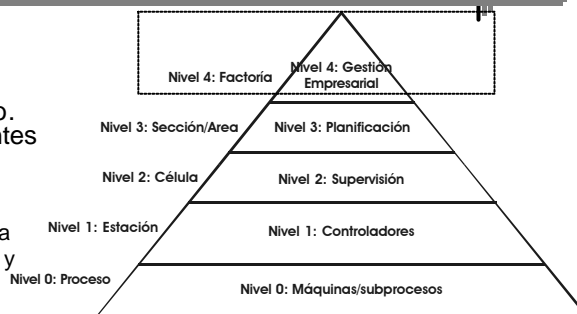 Nivel 4: Factoría
Nivel 4: Gestión
Empresarial
o.
ntes
Nivel 3: Sección/Area
Nivel 3: Planificación
Nivel 2: Célula
Nivel 2: Supervisión
a
y
Nivel 1: Estación
Nivel 1: Controladores
Nivel 0: Proceso
Nivel 0: Máquinas/subprocesos